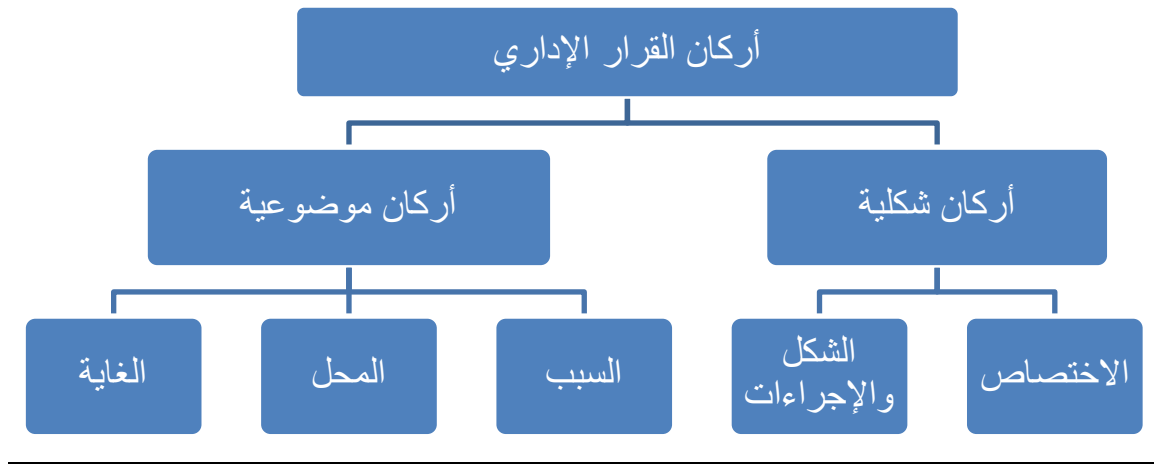 أركان القرار الإداري
أركان شكلية
أركان موضوعية
الاختصاص
الشكل
والإجراءات
السبب
المحل
الغاية